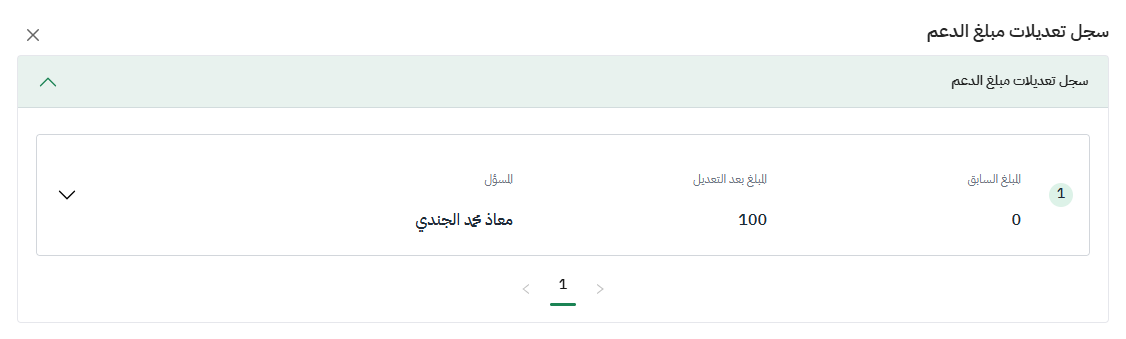 سجل تعديلات مبلغ الدعم
سجل تعديلات مبلغ الدعم
1
المبلغ السابق
المبلغ بعد التعديل
المسؤل
0
100
معاذ محمد الجندي
1